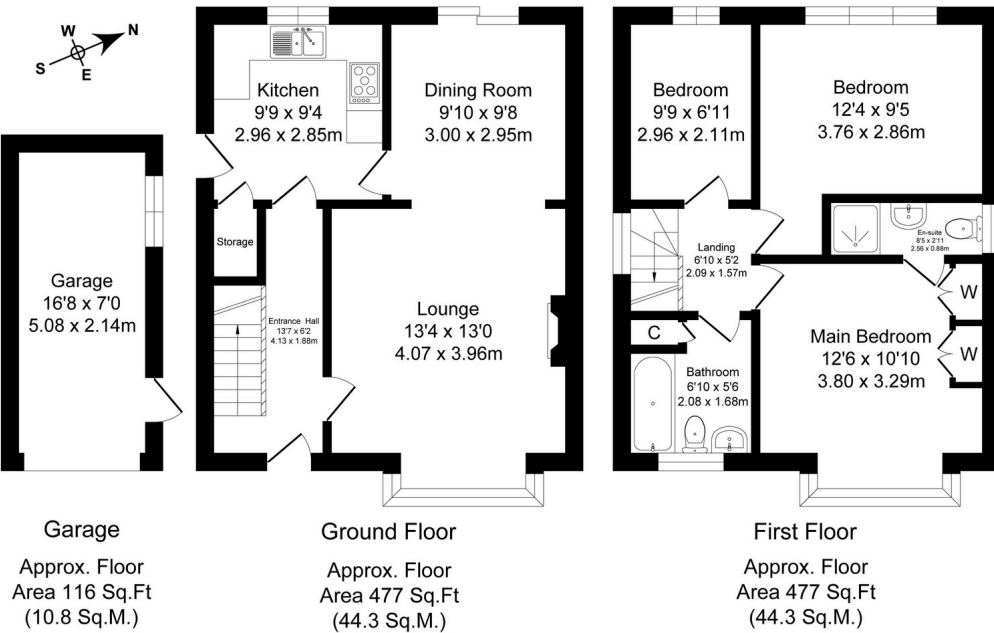 W
N
S
E
Garage
16'8 x 7'0
5.08 x 2.14m
Garage
Approx. Floor
Area 116 Sq.Ft
(10.8 Sq.M.)
Kitchen
9'9 x 9'4
2.96 x 2.85m
Dining Room
9'10 x 9'8
3.00 x 2.95m
Storage
Entrance Hall
13'7 x 6'2
4.13 x 1.88m
Lounge
13'4 x 13'0
4.07 x 3.96m
Ground Floor
Approx. Floor
Area 477 Sq.Ft
(44.3 Sq.M.)
Bedroom
9'9 x 6'11
2.96 x 2.11m
Bedroom
12'4 x 9'5
3.76 x 2.86m
En-suite
8'5 x 2'11
2.56 x 0.88m
Landing
6'10 x 5'2
2.09 x 1.57m
W
W
C
Main Bedroom
12'6 x 10'10
3.80 x 3.29m
Bathroom
6'10 x 5'6
2.08 x 1.68m
First Floor
Approx. Floor
Area 477 Sq.Ft
(44.3 Sq.M.)